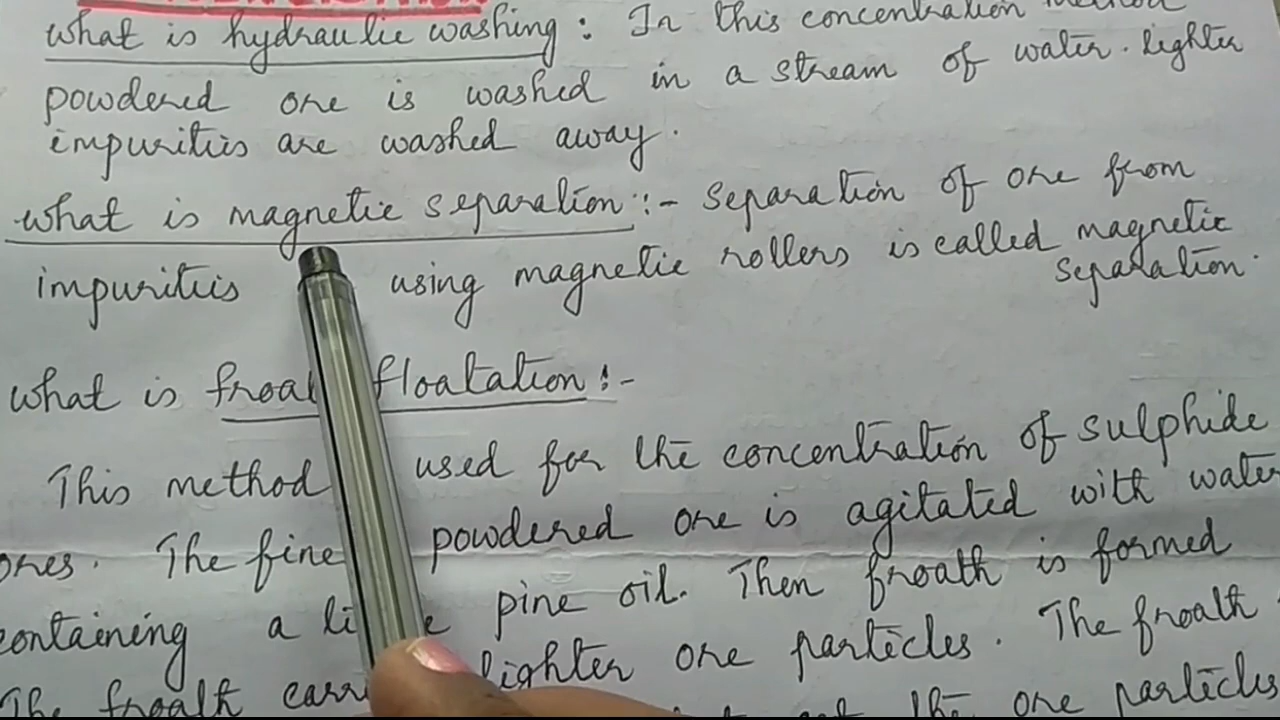 what is hydraulic washing : In this concentration method
powdered ore is washed in a stream of water. lighter
impurities are washed away.
what is magnetic separation :- separation of ore from
impurities using magnetic rollers is called magnetic
separation.
what is floatation :-
This method used for the concentration of sulphide
ores. The fine powdered ore is agitated with water
containing a pine oil. Then froath is formed
lighter ore particles. The froath
The froath the ore particles